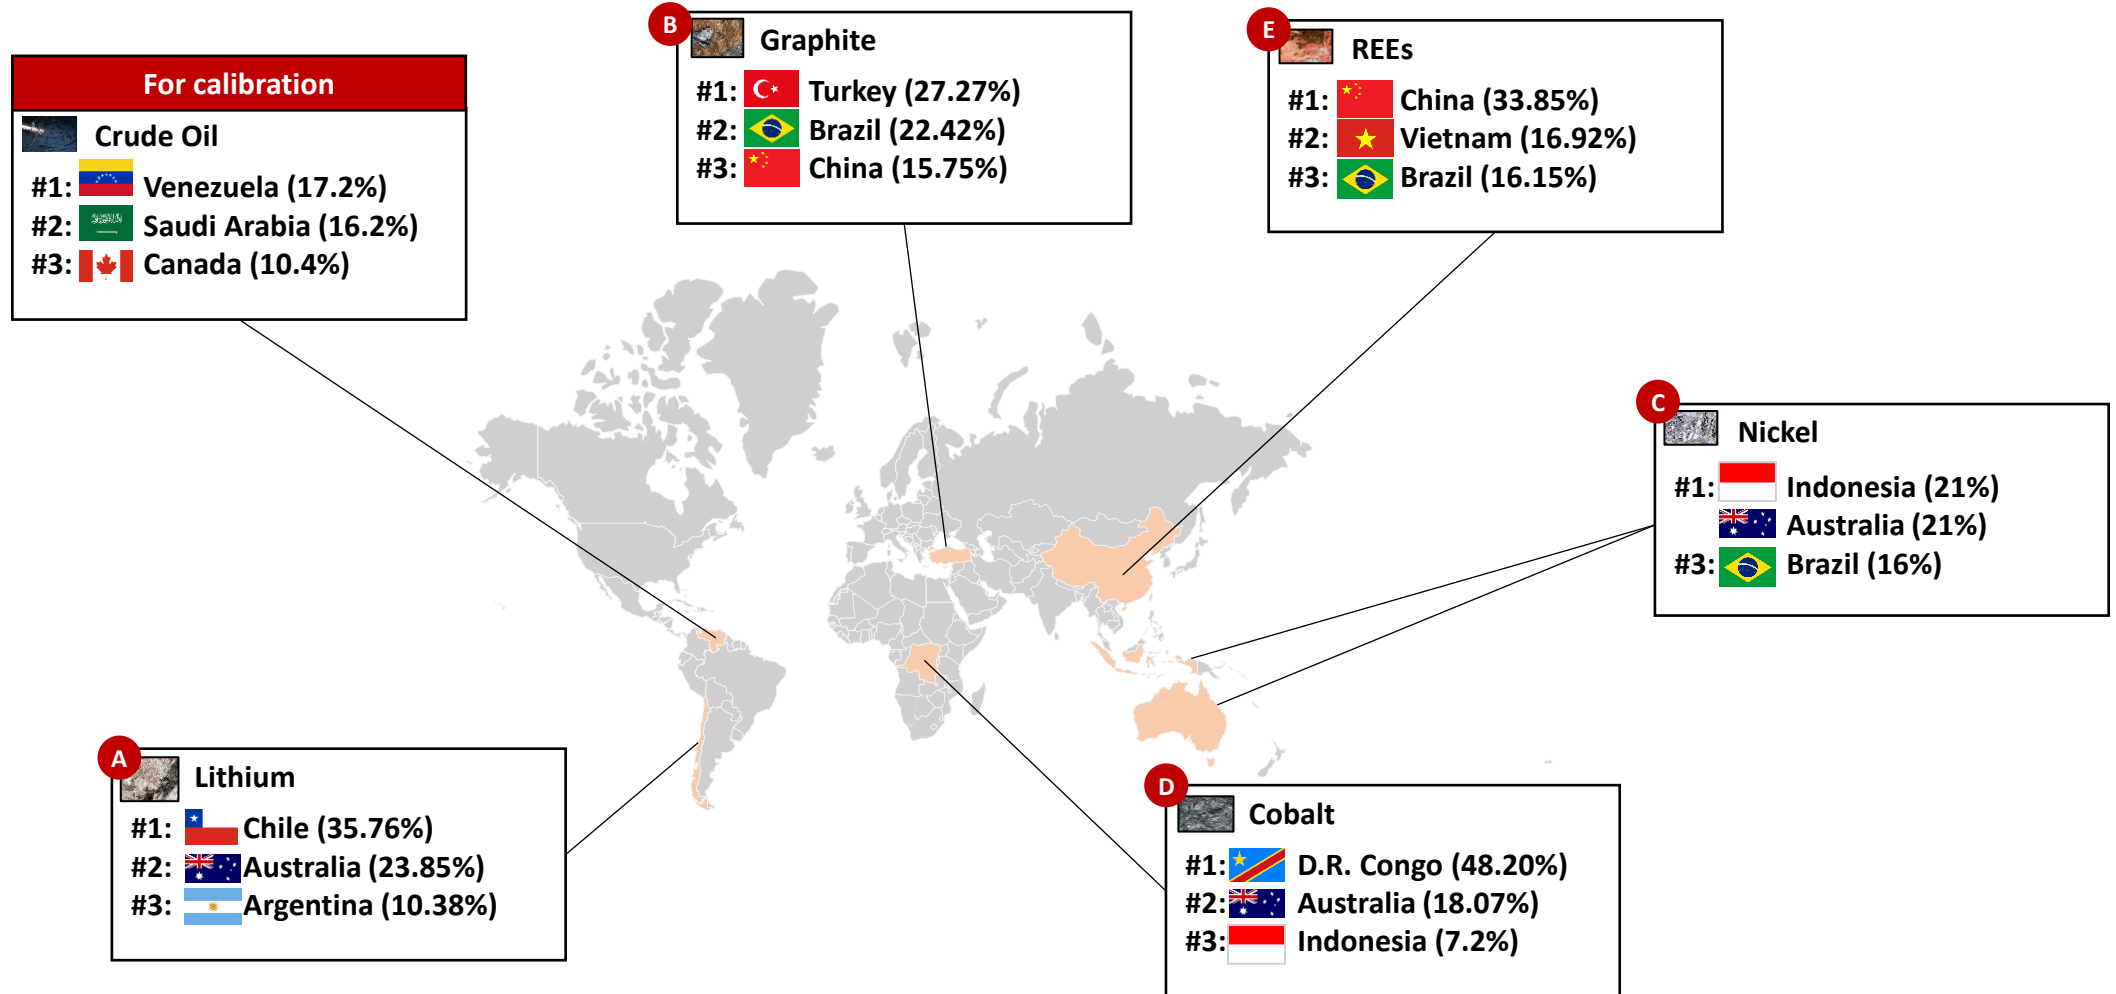 For calibration
Crude Oil
#1: Venezuela (17.2%)
#2: Saudi Arabia (16.2%)
#3: Canada (10.4%)
B
Graphite
#1: Turkey (27.27%)
#2: Brazil (22.42%)
#3: China (15.75%)
E
REEs
#1: China (33.85%)
#2: Vietnam (16.92%)
#3: Brazil (16.15%)
C
Nickel
#1: Indonesia (21%)
Australia (21%)
#3: Brazil (16%)
A
Lithium
#1: Chile (35.76%)
#2: Australia (23.85%)
#3: Argentina (10.38%)
D
Cobalt
#1: D.R. Congo (48.20%)
#2: Australia (18.07%)
#3: Indonesia (7.2%)